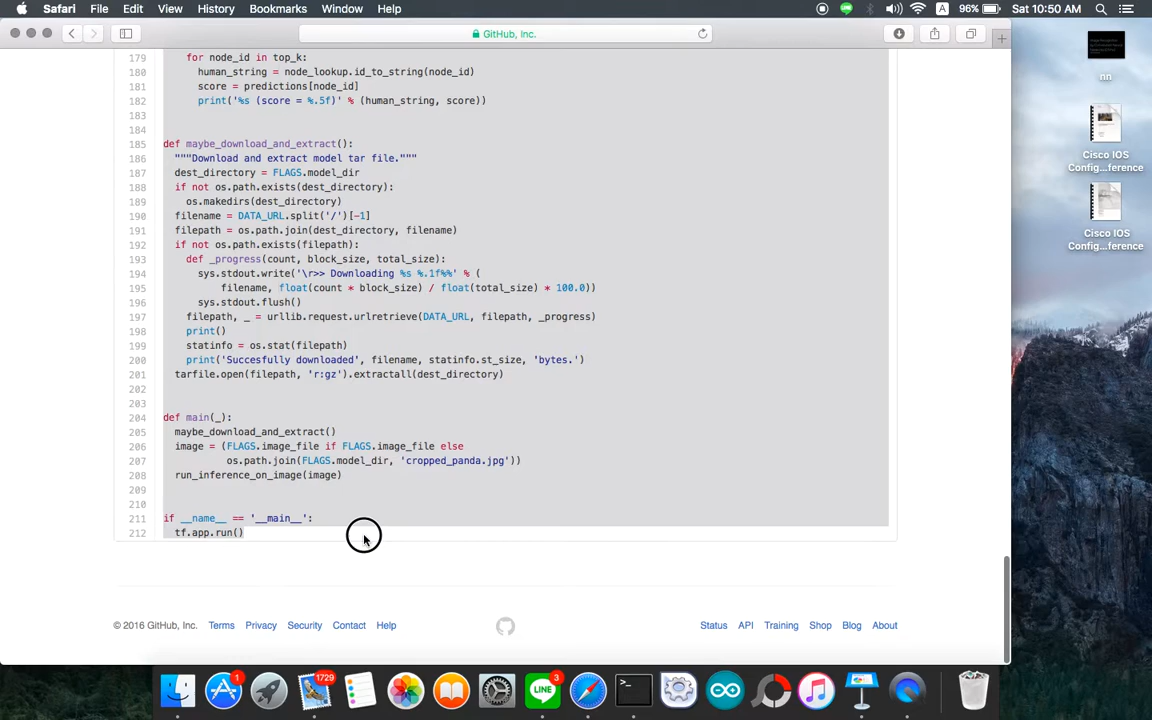 Safari File Edit View History Bookmarks Window Help
A 96% Sat 10:50 AM
GitHub, Inc.
179 for node_id in top_k:
180 human_string = node_lookup.id_to_string(node_id)
181 score = predictions[node_id]
182 print('%s (score = %.5f)' % (human_string, score))
183
184
185 def maybe_download_and_extract():
186 """Download and extract model tar file."""
187 dest_directory = FLAGS.model_dir
188 if not os.path.exists(dest_directory):
189 os.makedirs(dest_directory)
190 filename = DATA_URL.split('/')[-1]
191 filepath = os.path.join(dest_directory, filename)
192 if not os.path.exists(filepath):
193 def _progress(count, block_size, total_size):
194 sys.stdout.write('\r>> Downloading %s %.1f%%' % (
195 filename, float(count * block_size) / float(total_size) * 100.0))
196 sys.stdout.flush()
197 filepath, _ = urllib.request.urlretrieve(DATA_URL, filepath, _progress)
198 print()
199 statinfo = os.stat(filepath)
200 print('Succesfully downloaded', filename, statinfo.st_size, 'bytes.')
201 tarfile.open(filepath, 'r:gz').extractall(dest_directory)
202
203
204 def main(_):
205 maybe_download_and_extract()
206 image = (FLAGS.image_file if FLAGS.image_file else
207 os.path.join(FLAGS.model_dir, 'cropped_panda.jpg'))
208 run_inference_on_image(image)
209
210
211 if __name__ == '__main__':
212 tf.app.run()
© 2016 GitHub, Inc. Terms Privacy Security Contact Help
Status API Training Shop Blog About
nn
Cisco IOS
Config...ference
Cisco IOS
Config...ference
1
1729
LINE
3
>_